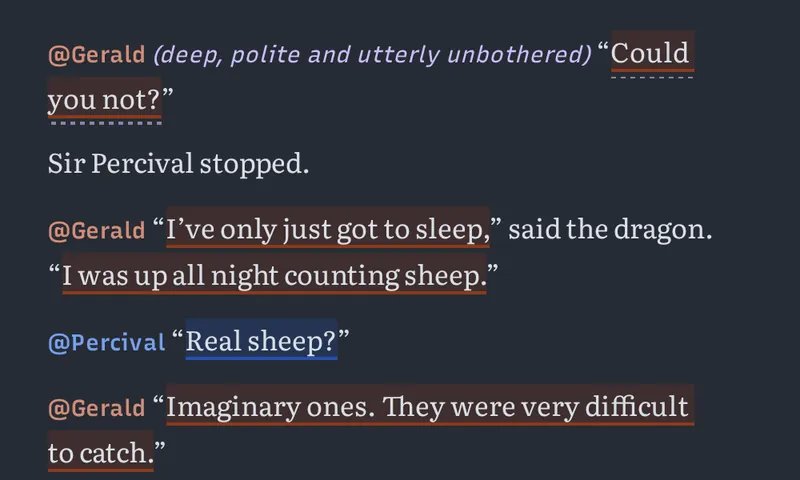 @Gerald (deep, polite and utterly unbothered) “Could
you not?”
Sir Percival stopped.
@Gerald “I’ve only just got to sleep,” said the dragon.
“I was up all night counting sheep.”
@Percival “Real sheep?”
@Gerald “Imaginary ones. They were very difficult
to catch.”